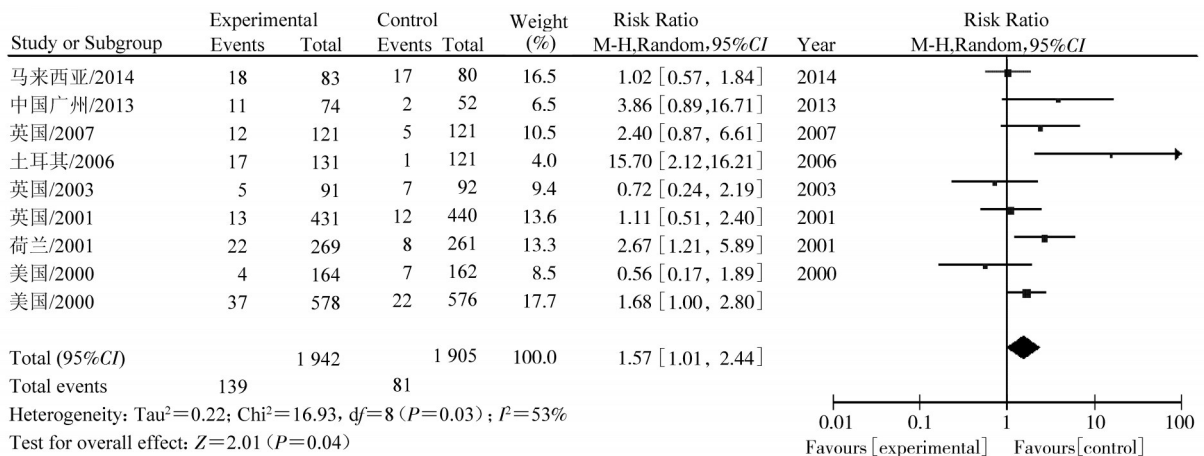 Experimental Control Weight Risk Ratio Risk Ratio
Study or Subgroup Events Total Events Total (%) M-H,Random,95%CI Year M-H,Random,95%CI
马来西亚/2014 18 83 17 80 16.5 1.02［0.57, 1.84］ 2014
中国广州/2013 11 74 2 52 6.5 3.86［0.89,16.71］ 2013
英国/2007 12 121 5 121 10.5 2.40［0.87, 6.61］ 2007
土耳其/2006 17 131 1 121 4.0 15.70［2.12,16.21］ 2006
英国/2003 5 91 7 92 9.4 0.72［0.24, 2.19］ 2003
英国/2001 13 431 12 440 13.6 1.11［0.51, 2.40］ 2001
荷兰/2001 22 269 8 261 13.3 2.67［1.21, 5.89］ 2001
美国/2000 4 164 7 162 8.5 0.56［0.17, 1.89］ 2000
美国/2000 37 578 22 576 17.7 1.68［1.00, 2.80］
Total (95%CI) 1 942 1 905 100.0 1.57［1.01, 2.44］
Total events 139 81
Heterogeneity: Tau²=0.22; Chi²=16.93, df=8（P=0.03）; I²=53%
Test for overall effect: Z=2.01（P=0.04）
0.01 0.1 1 10 100
Favours［experimental］ Favours［control］